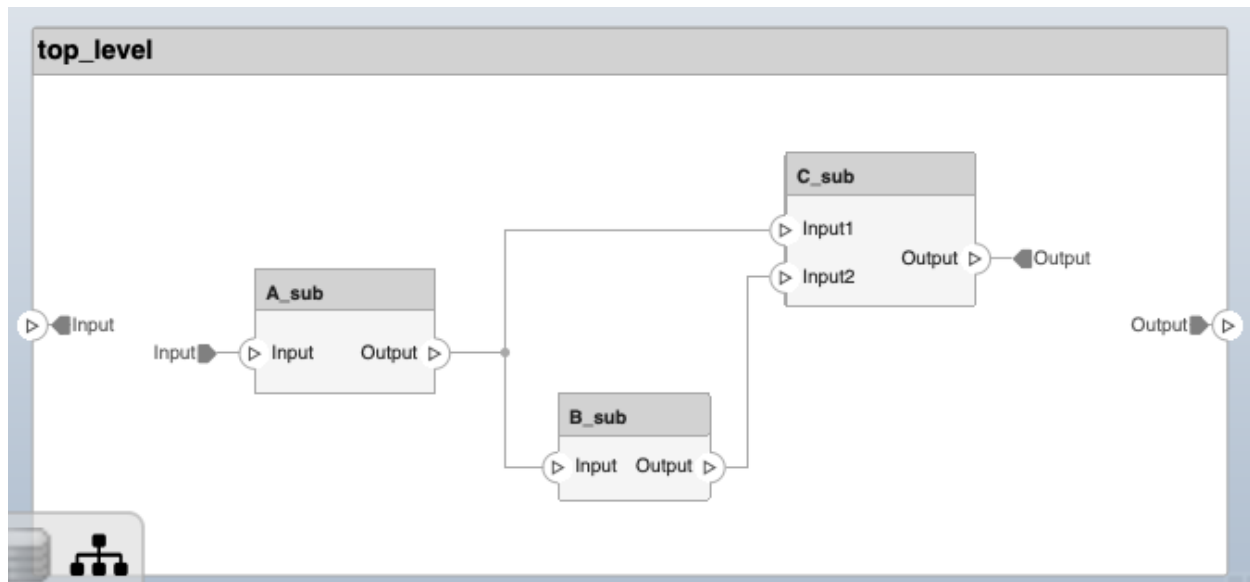 top_level
C_sub
Input1
Output
Output
Input2
A_sub
Input
Output
Input
Input
Output
B_sub
Input
Output